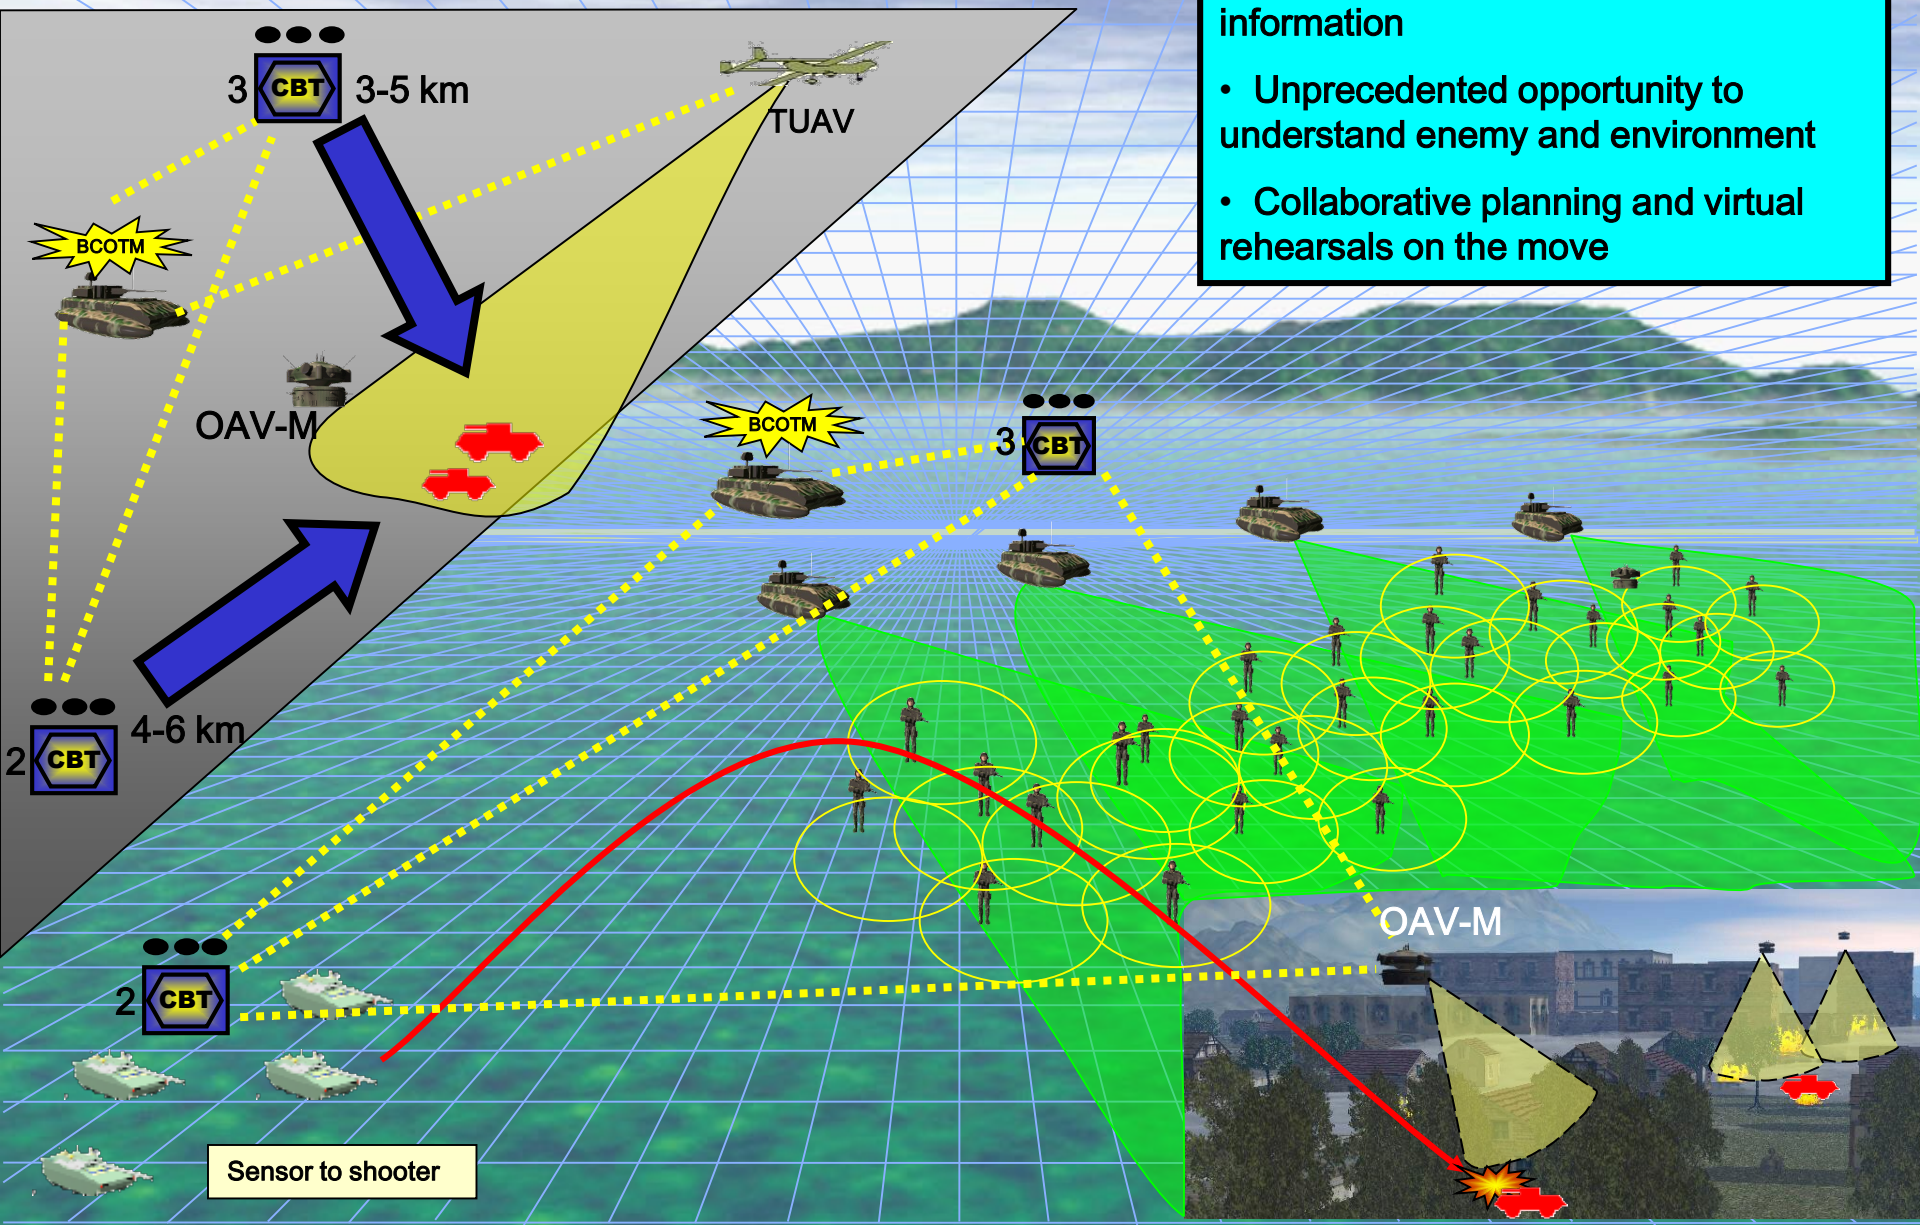 information
• Unprecedented opportunity to
understand enemy and environment
• Collaborative planning and virtual
rehearsals on the move
3 CBT 3-5 km
TUAV
BCOTM
OAV-M
BCOTM
3 CBT
4-6 km
2 CBT
OAV-M
2 CBT
Sensor to shooter